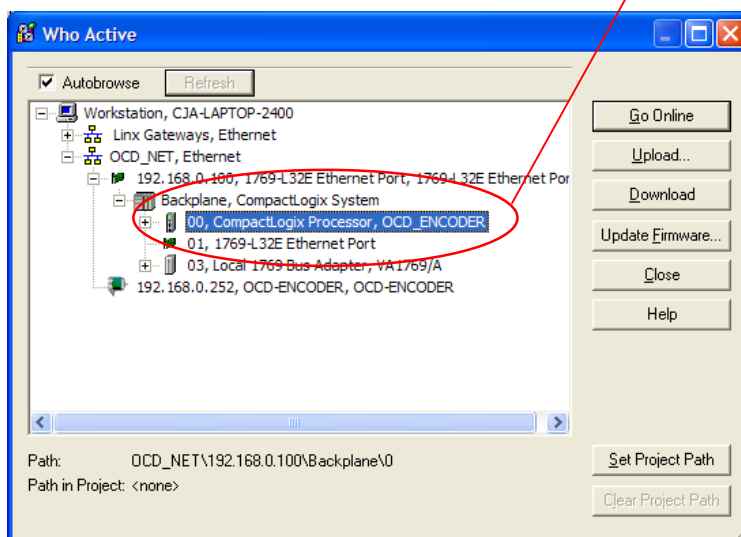 Who Active
Autobrowse Refresh
Workstation, CJA-LAPTOP-2400
Linx Gateways, Ethernet
OCD_NET, Ethernet
192.168.0.100, 1769-L32E Ethernet Port, 1769-L32E Ethernet Por
Backplane, CompactLogix System
00, CompactLogix Processor, OCD_ENCODER
01, 1769-L32E Ethernet Port
03, Local 1769 Bus Adapter, VA1769/A
192.168.0.252, OCD-ENCODER, OCD-ENCODER
Go Online
Upload...
Download
Update Firmware...
Close
Help
Path: OCD_NET\192.168.0.100\Backplane\0
Path in Project: <none>
Set Project Path
Clear Project Path